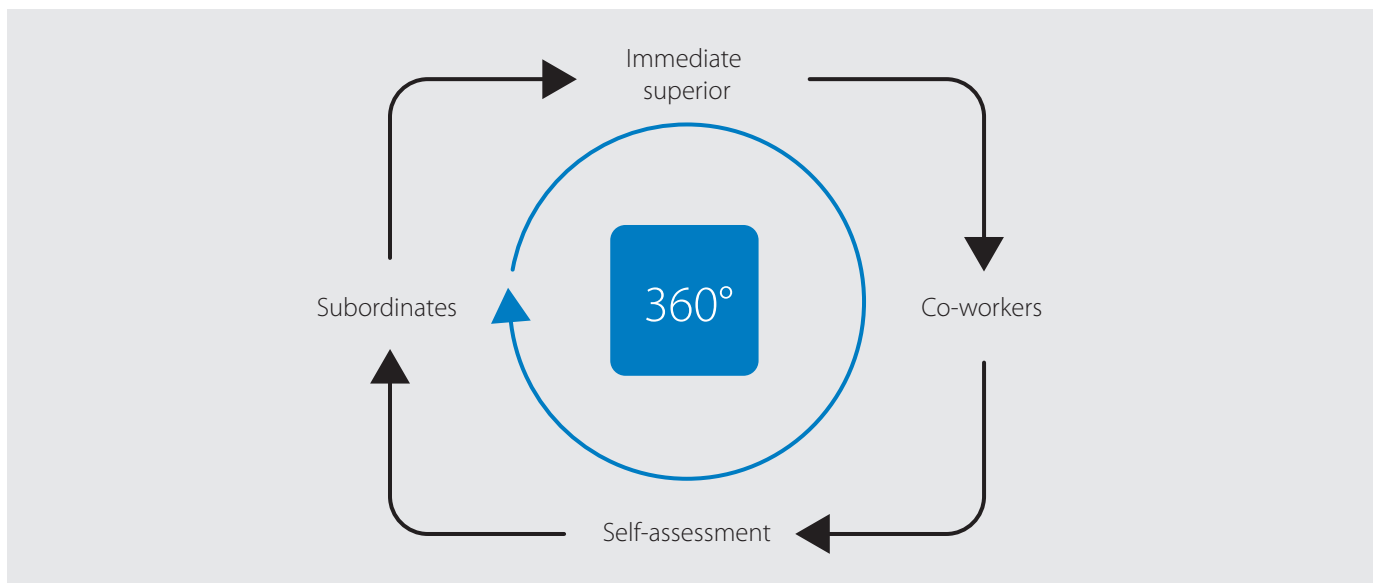 Immediate
superior
Subordinates
360°
Co-workers
Self-assessment